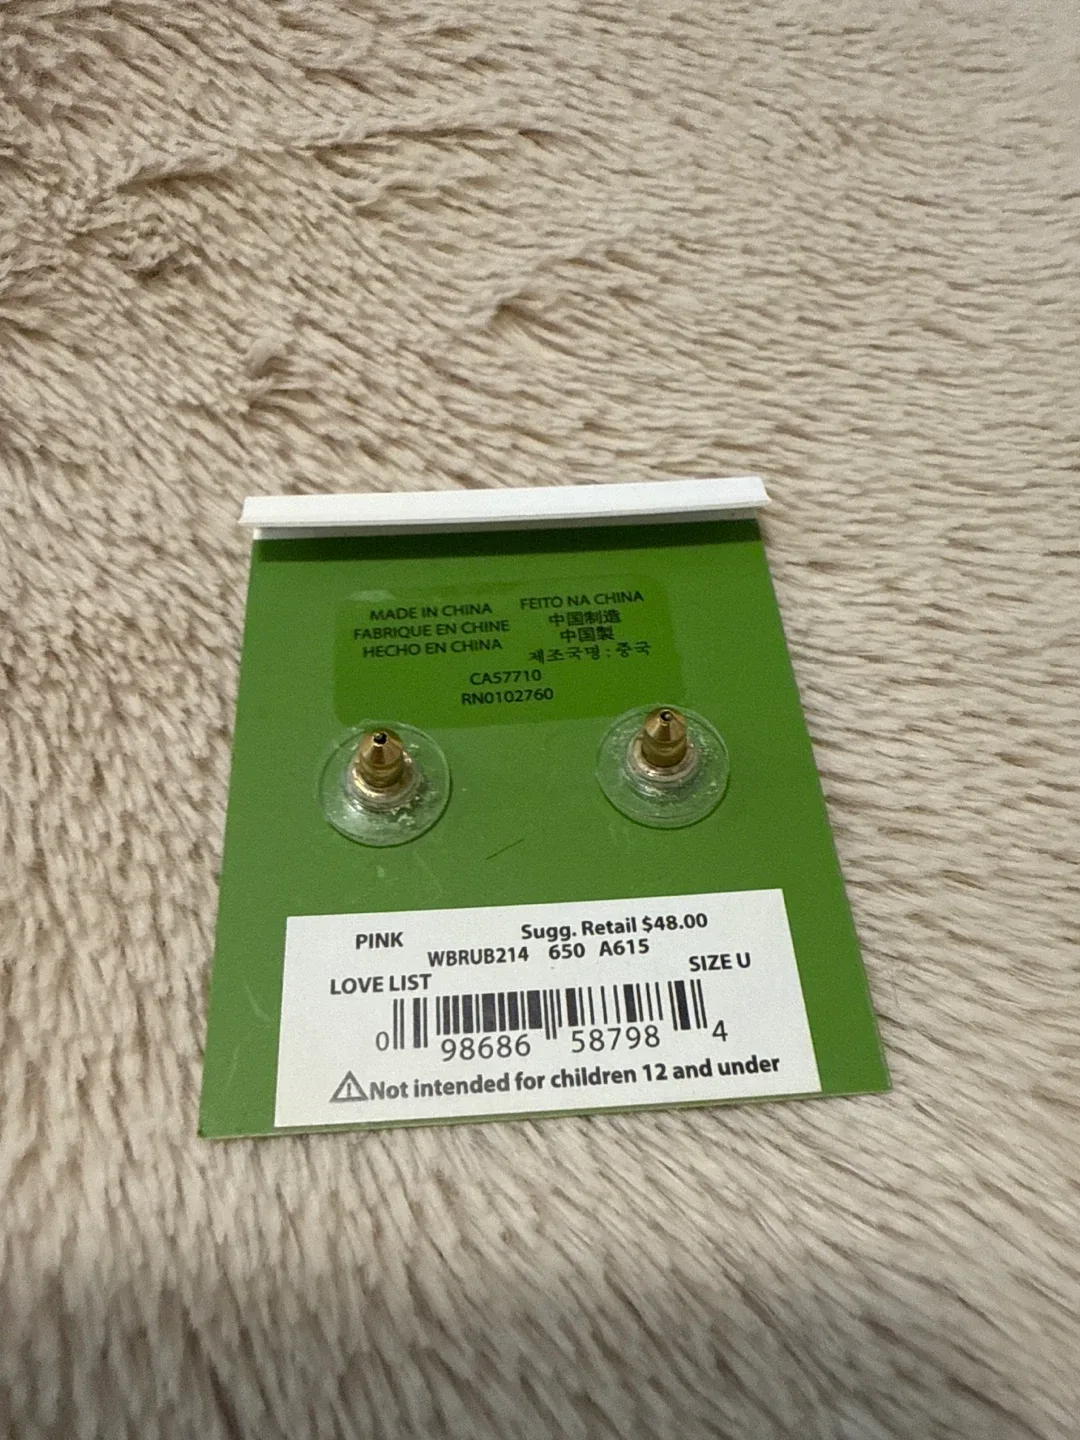 MADE IN CHINA
FABRIQUE EN CHINE
HECHO EN CHINA
FEITO NA CHINA
中国制造
中国製
제조국명 : 중국
CA57710
RN0102760
PINK
Sugg. Retail $48.00
WBRUB214 650 A615
LOVE LIST
SIZE U
0 98686 58798 4
⚠Not intended for children 12 and under